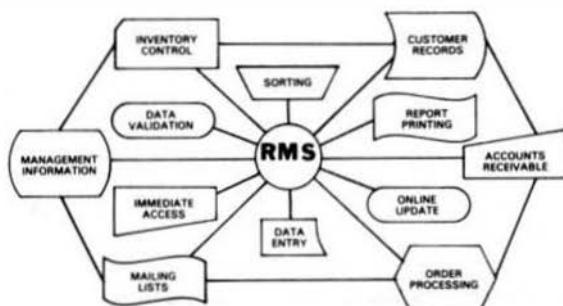 INVENTORY
CONTROL
CUSTOMER
RECORDS
SORTING
DATA
VALIDATION
REPORT
PRINTING
RMS
MANAGEMENT
INFORMATION
ACCOUNTS
RECEIVABLE
IMMEDIATE
ACCESS
ONLINE
UPDATE
DATA
ENTRY
MAILING
LISTS
ORDER
PROCESSING